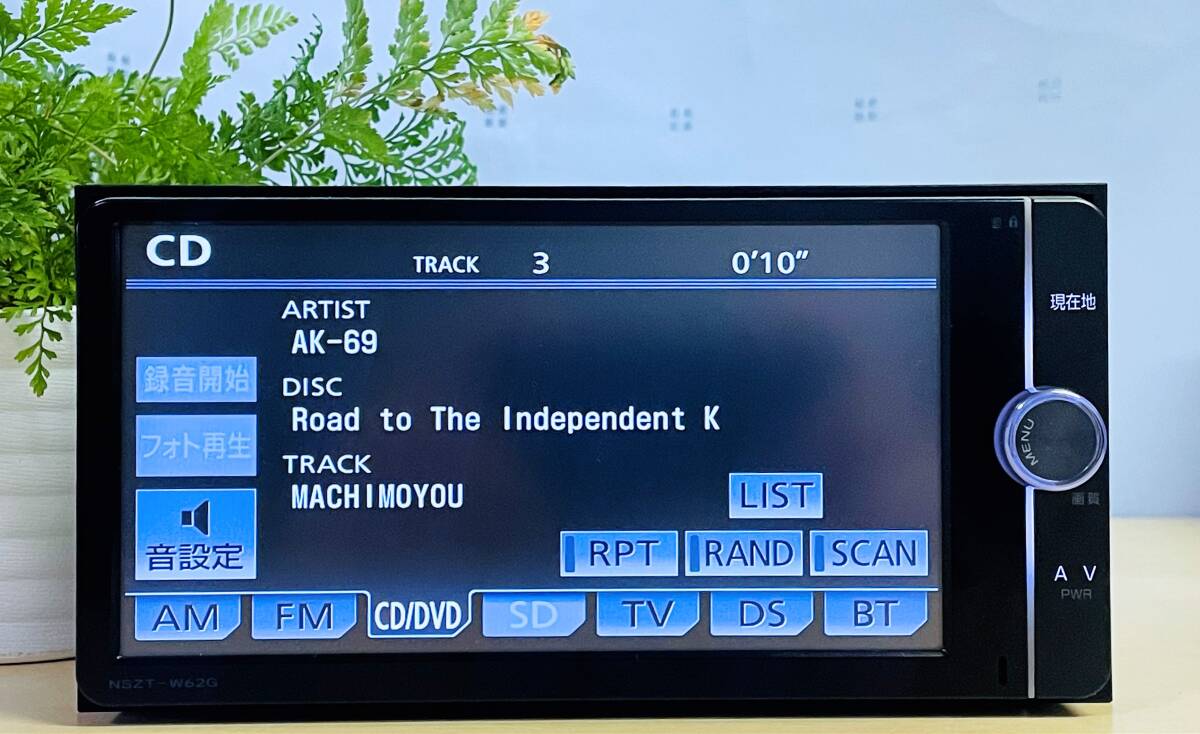 CD
TRACK 3 0'10"
ARTIST
AK-69
DISC
Road to The Independent K
TRACK
MACHIMOYOU
録音開始
フォト再生
音設定
LIST
RPT RAND SCAN
AM FM CD/DVD SD TV DS BT
NSZT-W62G
現在地
MENU
画質
A V
PWR